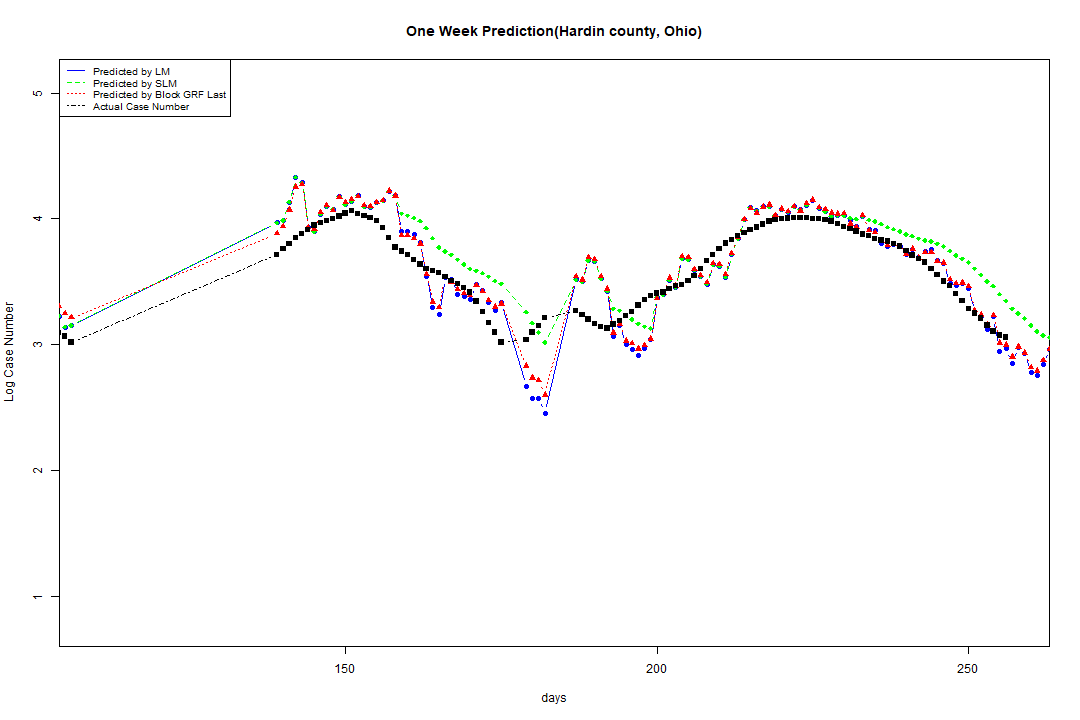 One Week Prediction(Hardin county, Ohio)
Predicted by LM
Predicted by SLM
Predicted by Block GRF Last
Actual Case Number
5
4
3
2
1
Log Case Number
150
200
250
days